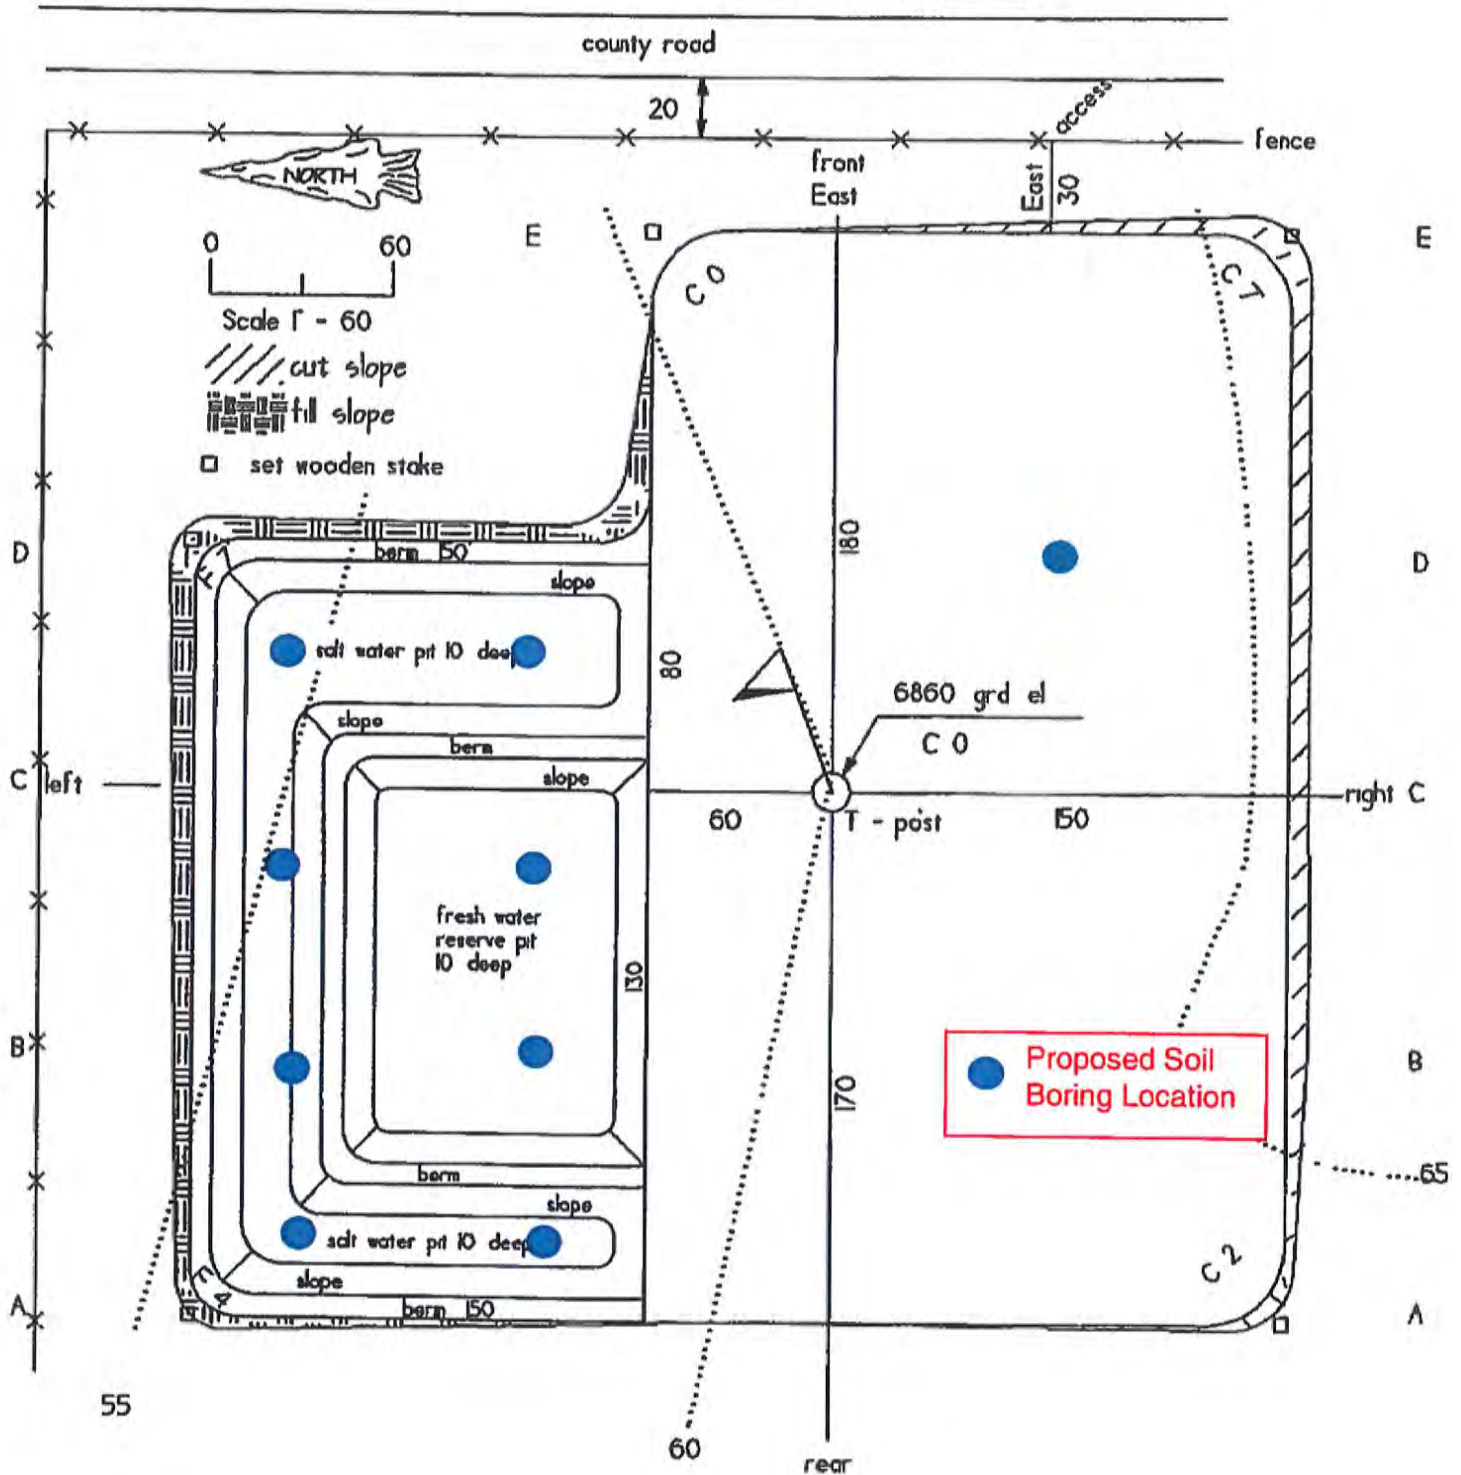 county road
20
access
fence
front
East
East
30
NORTH
0 60
E
E
C 0
C 7
Scale 1" - 60
cut slope
fill slope
set wooden stake
D
berm 150'
D
slope
180
salt water pit 10 deep
80
6860 grd el
C 0
slope
berm
slope
C left
right C
60
T - post
150
fresh water
reserve pit
10 deep
130
B
B
170
Proposed Soil
Boring Location
berm
65
slope
salt water pit 10 deep
C 2
slope
A
berm 150
A
55
60
rear